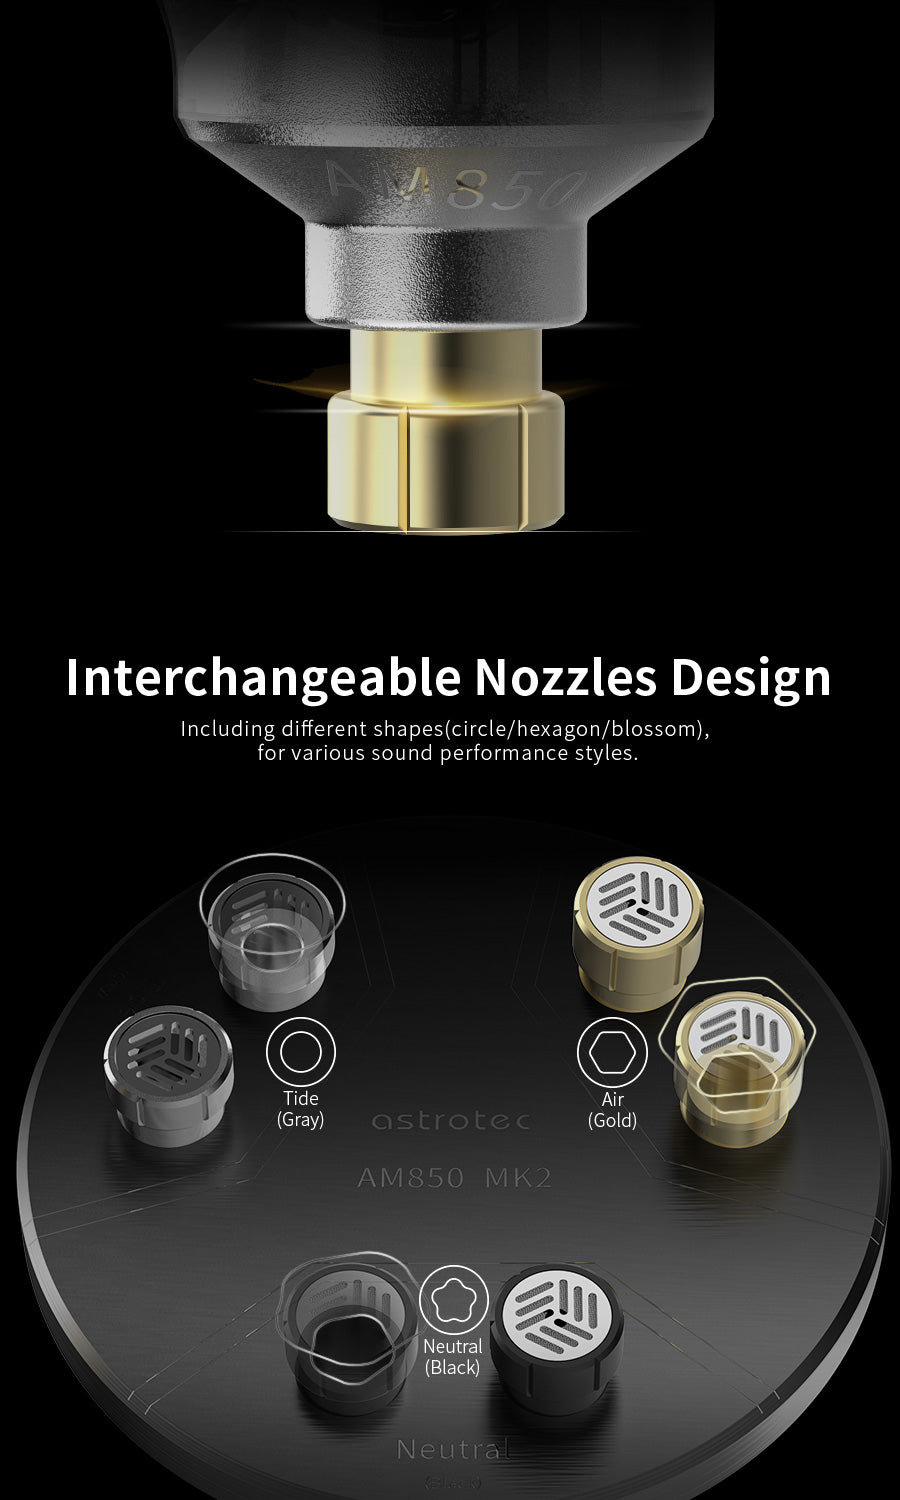 AM850
Interchangeable Nozzles Design
Including different shapes(circle/hexagon/blossom),
for various sound performance styles.
Tide
(Gray)
Air
(Gold)
astrotec
AM850 MK2
Neutral
(Black)
Neutral
(Black)